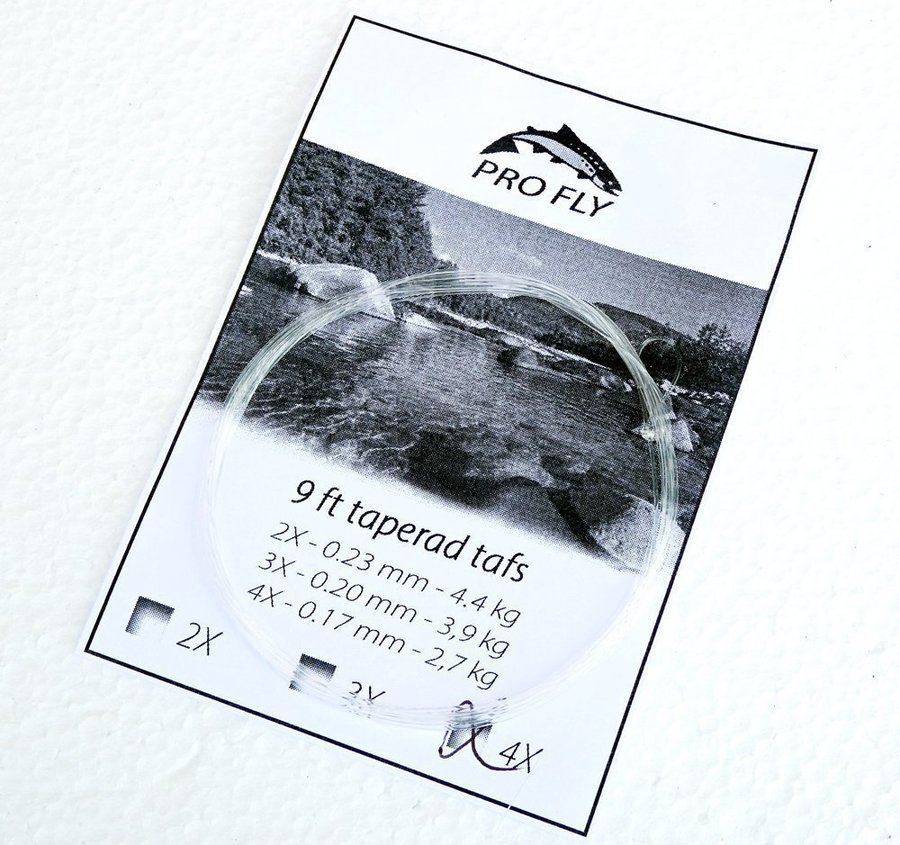 PRO FLY
9 ft taperad tafs
2X - 0.23 mm - 4.4 kg
3X - 0.20 mm - 3,9 kg
4X - 0.17 mm - 2,7 kg
2X
3X
4X